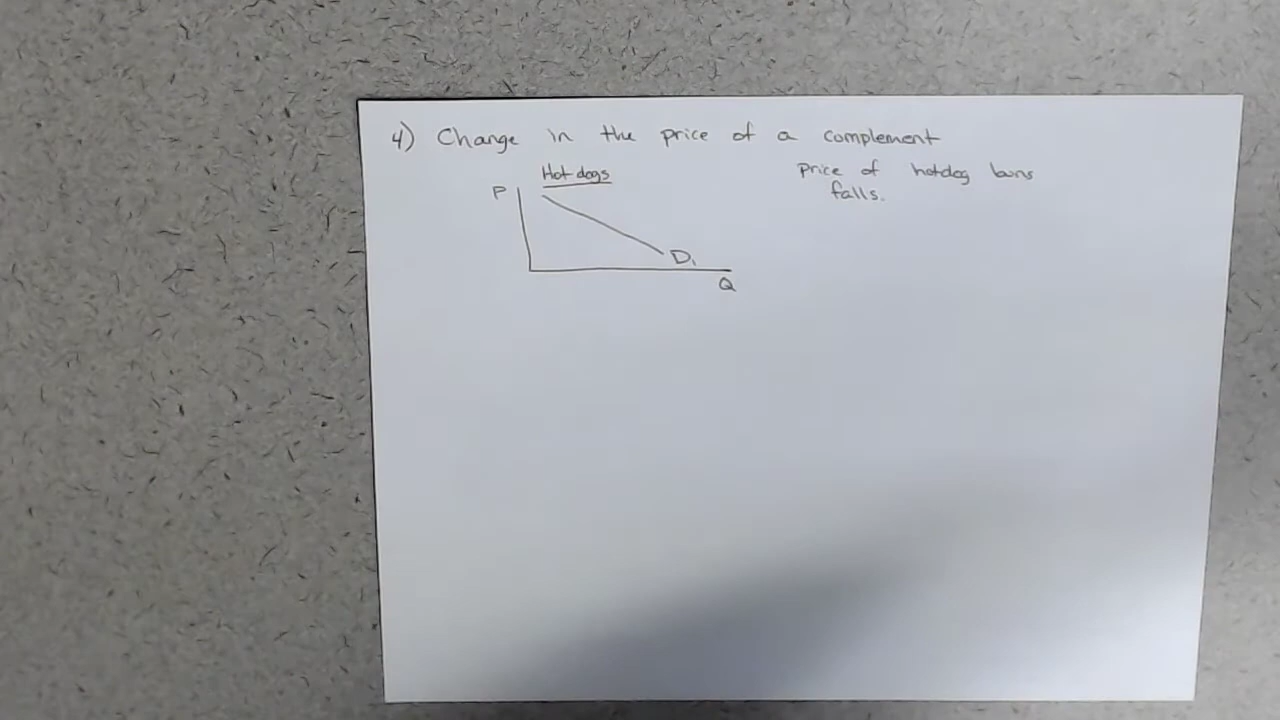 4) Change in the price of a complement
Hot dogs
Price of hotdog buns
falls.
P
D₁
Q